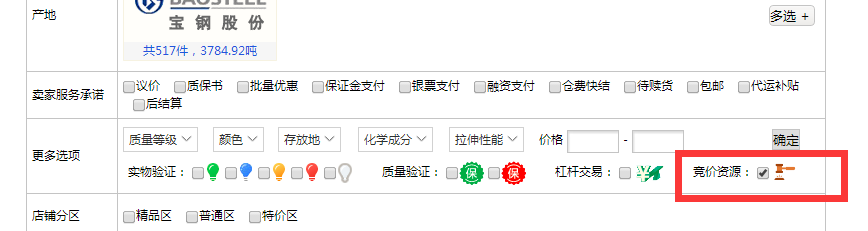 BAOSTEEL
宝钢股份
产地
多选 +
共517件，3784.92吨
卖家服务承诺 议价 质保书 批量优惠 保证金支付 银票支付 融资支付 仓费快结 待赎货 包邮 代运补贴
后结算
更多选项
质量等级 颜色 存放地 化学成分 拉伸性能 价格 - 确定
实物验证： 质量验证： 保 保 杠杆交易： 竞价资源：
店铺分区 精品区 普通区 特价区